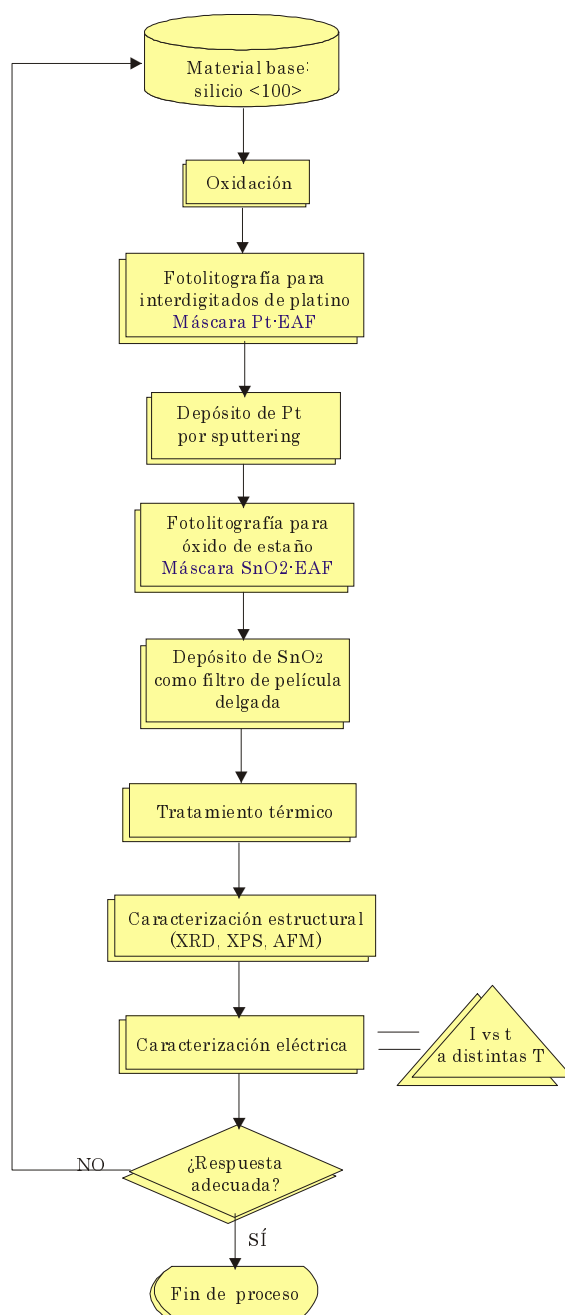 Material base:
silicio <100>
Oxidación
Fotolitografía para
interdigitados de platino
Máscara Pt-EAF
Depósito de Pt
por sputtering
Fotolitografía para
óxido de estaño
Máscara SnO2-EAF
Depósito de SnO2
como filtro de película
delgada
Tratamiento térmico
Caracterización estructural
(XRD, XPS, AFM)
Caracterización eléctrica
I vs t
a distintas T
¿Respuesta
adecuada?
NO
SÍ
Fin de proceso